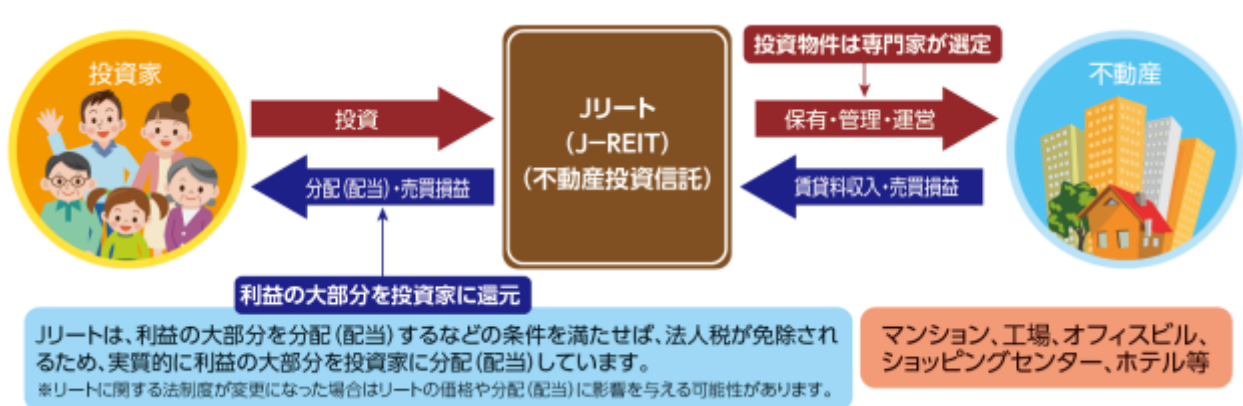 投資家
投資
分配(配当)・売買損益
利益の大部分を投資家に還元
Jリート
(J-REIT)
(不動産投資信託)
投資物件は専門家が選定
保有・管理・運営
賃貸料収入・売買損益
不動産
Jリートは、利益の大部分を分配(配当)するなどの条件を満たせば、法人税が免除され
るため、実質的に利益の大部分を投資家に分配(配当)しています。
※リートに関する法制度が変更になった場合はリートの価格や分配(配当)に影響を与える可能性があります。
マンション、工場、オフィスビル、
ショッピングセンター、ホテル等